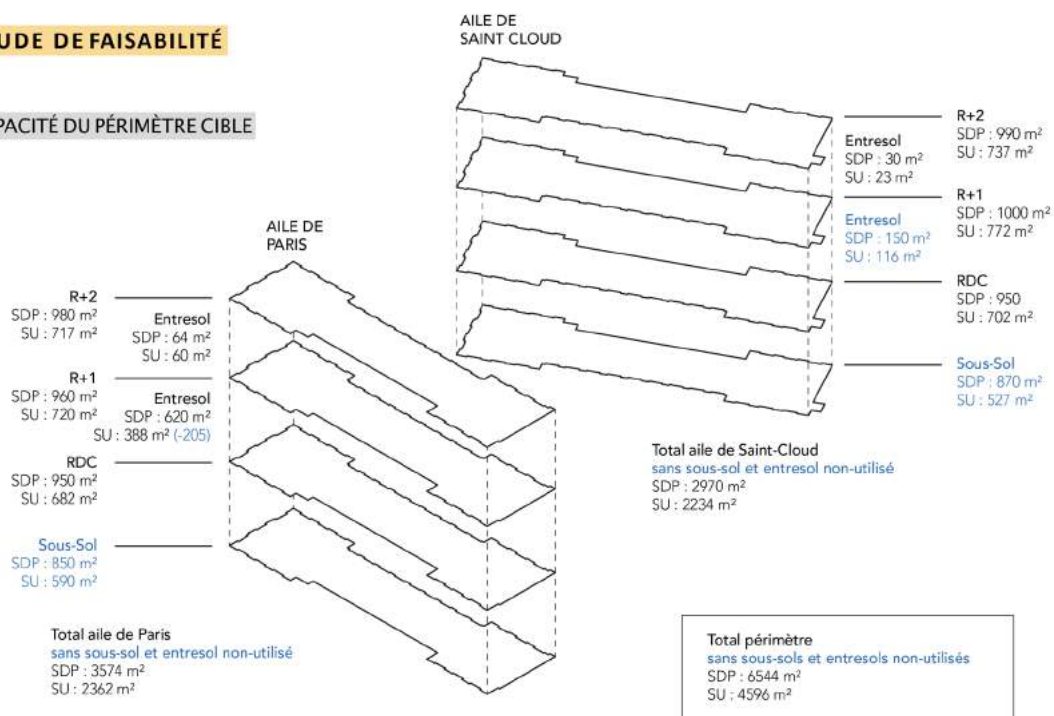 UDE DE FAISABILITÉ
PACITÉ DU PÉRIMÈTRE CIBLE
AILE DE
SAINT CLOUD
R+2
SDP : 990 m²
SU : 737 m²
Entresol
SDP : 30 m²
SU : 23 m²
R+1
SDP : 1000 m²
SU : 772 m²
Entresol
SDP : 150 m²
SU : 116 m²
RDC
SDP : 950
SU : 702 m²
Sous-Sol
SDP : 870 m²
SU : 527 m²
Total aile de Saint-Cloud
sans sous-sol et entresol non-utilisé
SDP : 2970 m²
SU : 2234 m²
AILE DE
PARIS
R+2
SDP : 980 m²
SU : 717 m²
Entresol
SDP : 64 m²
SU : 60 m²
R+1
SDP : 960 m²
SU : 720 m²
Entresol
SDP : 620 m²
SU : 388 m² (-205)
RDC
SDP : 950 m²
SU : 682 m²
Sous-Sol
SDP : 850 m²
SU : 590 m²
Total aile de Paris
sans sous-sol et entresol non-utilisé
SDP : 3574 m²
SU : 2362 m²
Total périmètre
sans sous-sols et entresols non-utilisés
SDP : 6544 m²
SU : 4596 m²